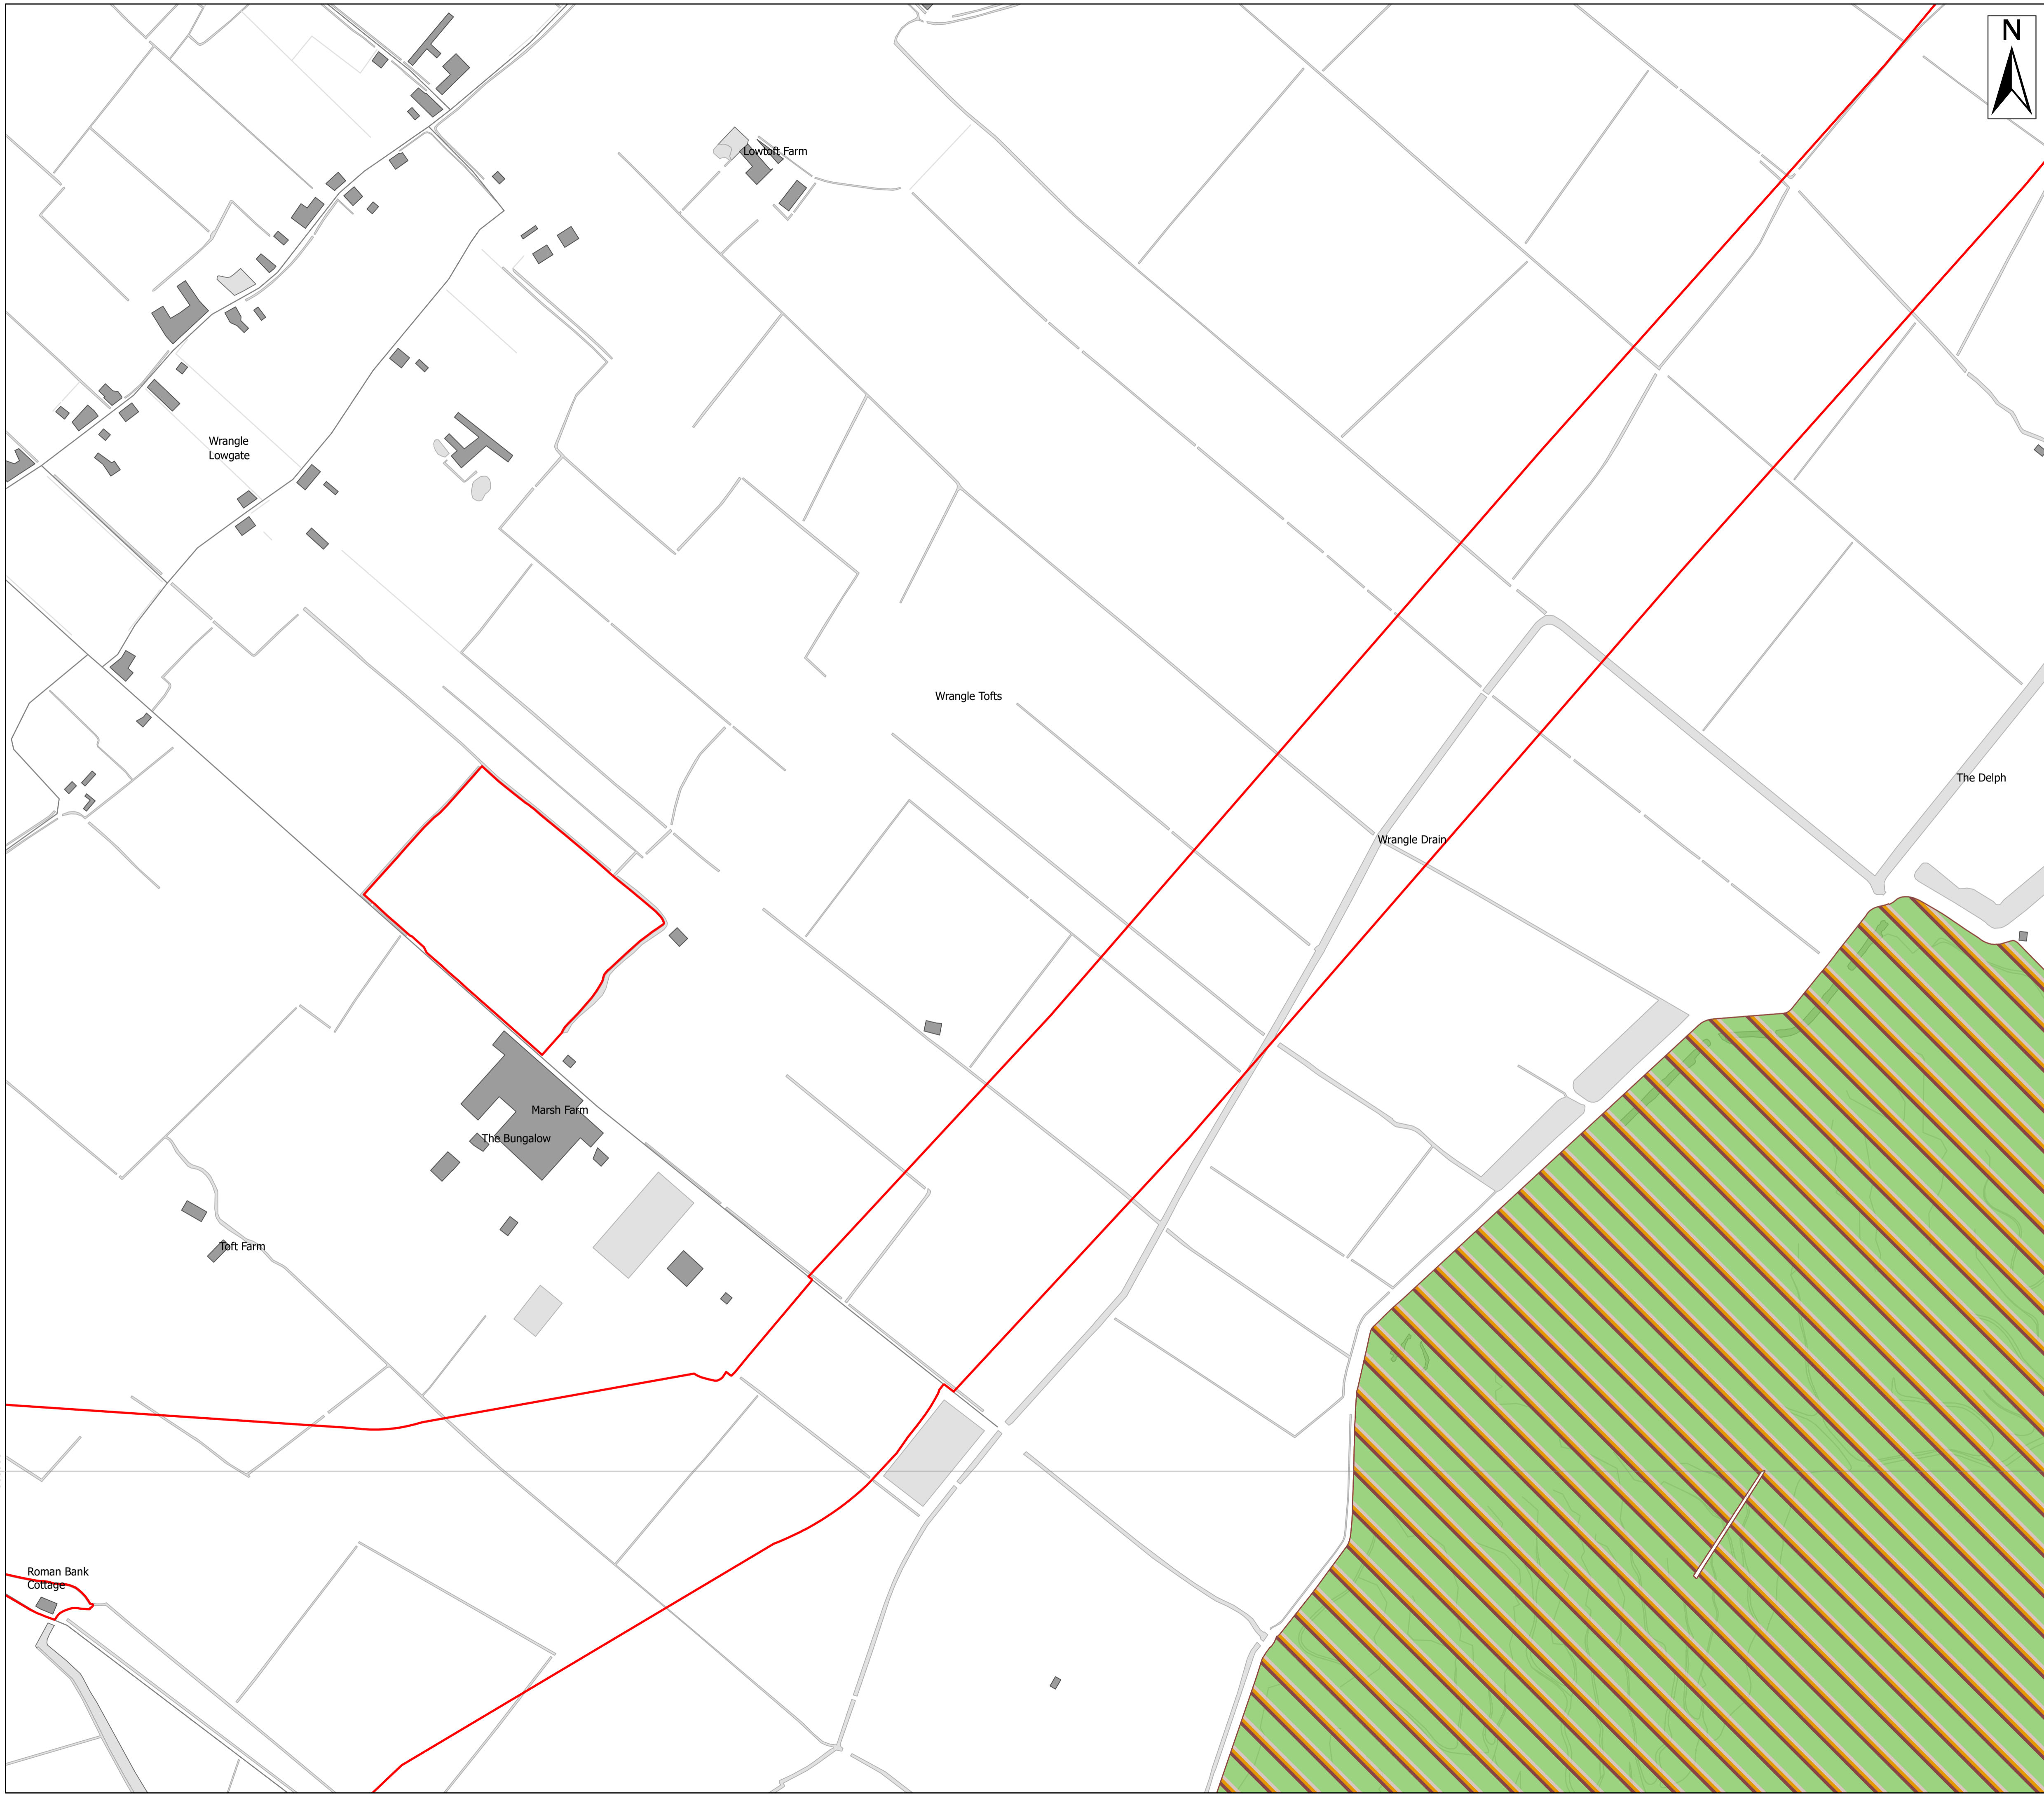 N
Lowtoft Farm
Wrangle
Lowgate
Wrangle Tofts
The Delph
Wrangle Drain
Marsh Farm
The Bungalow
Toft Farm
Roman Bank
Cottage